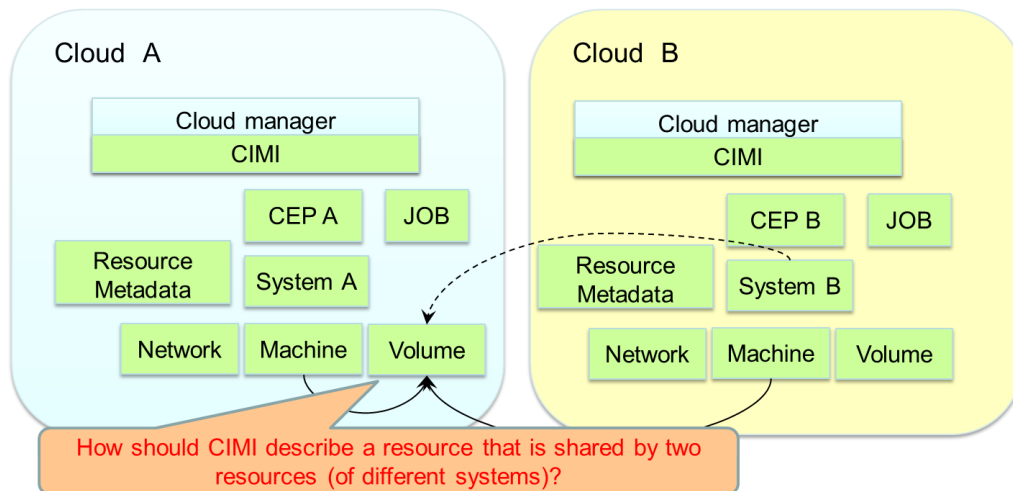 Cloud A
Cloud manager
CIMI
CEP A
JOB
Resource
Metadata
System A
Network
Machine
Volume
Cloud B
Cloud manager
CIMI
CEP B
JOB
Resource
Metadata
System B
Network
Machine
Volume
How should CIMI describe a resource that is shared by two
resources (of different systems)?